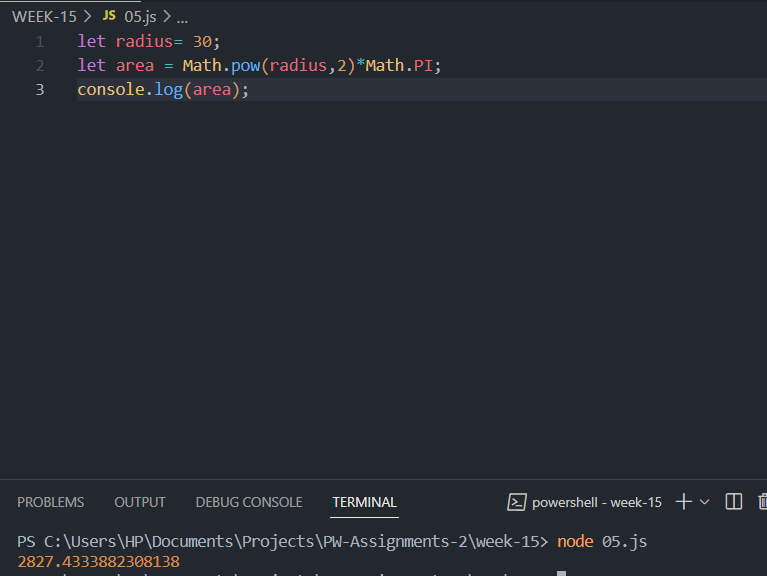 WEEK-15 > JS 05.js > ...
1 let radius= 30;
2 let area = Math.pow(radius,2)*Math.PI;
3 console.log(area);
PROBLEMS OUTPUT DEBUG CONSOLE TERMINAL powershell - week-15
PS C:\Users\HP\Documents\Projects\PW-Assignments-2\week-15> node 05.js
2827.4333882308138